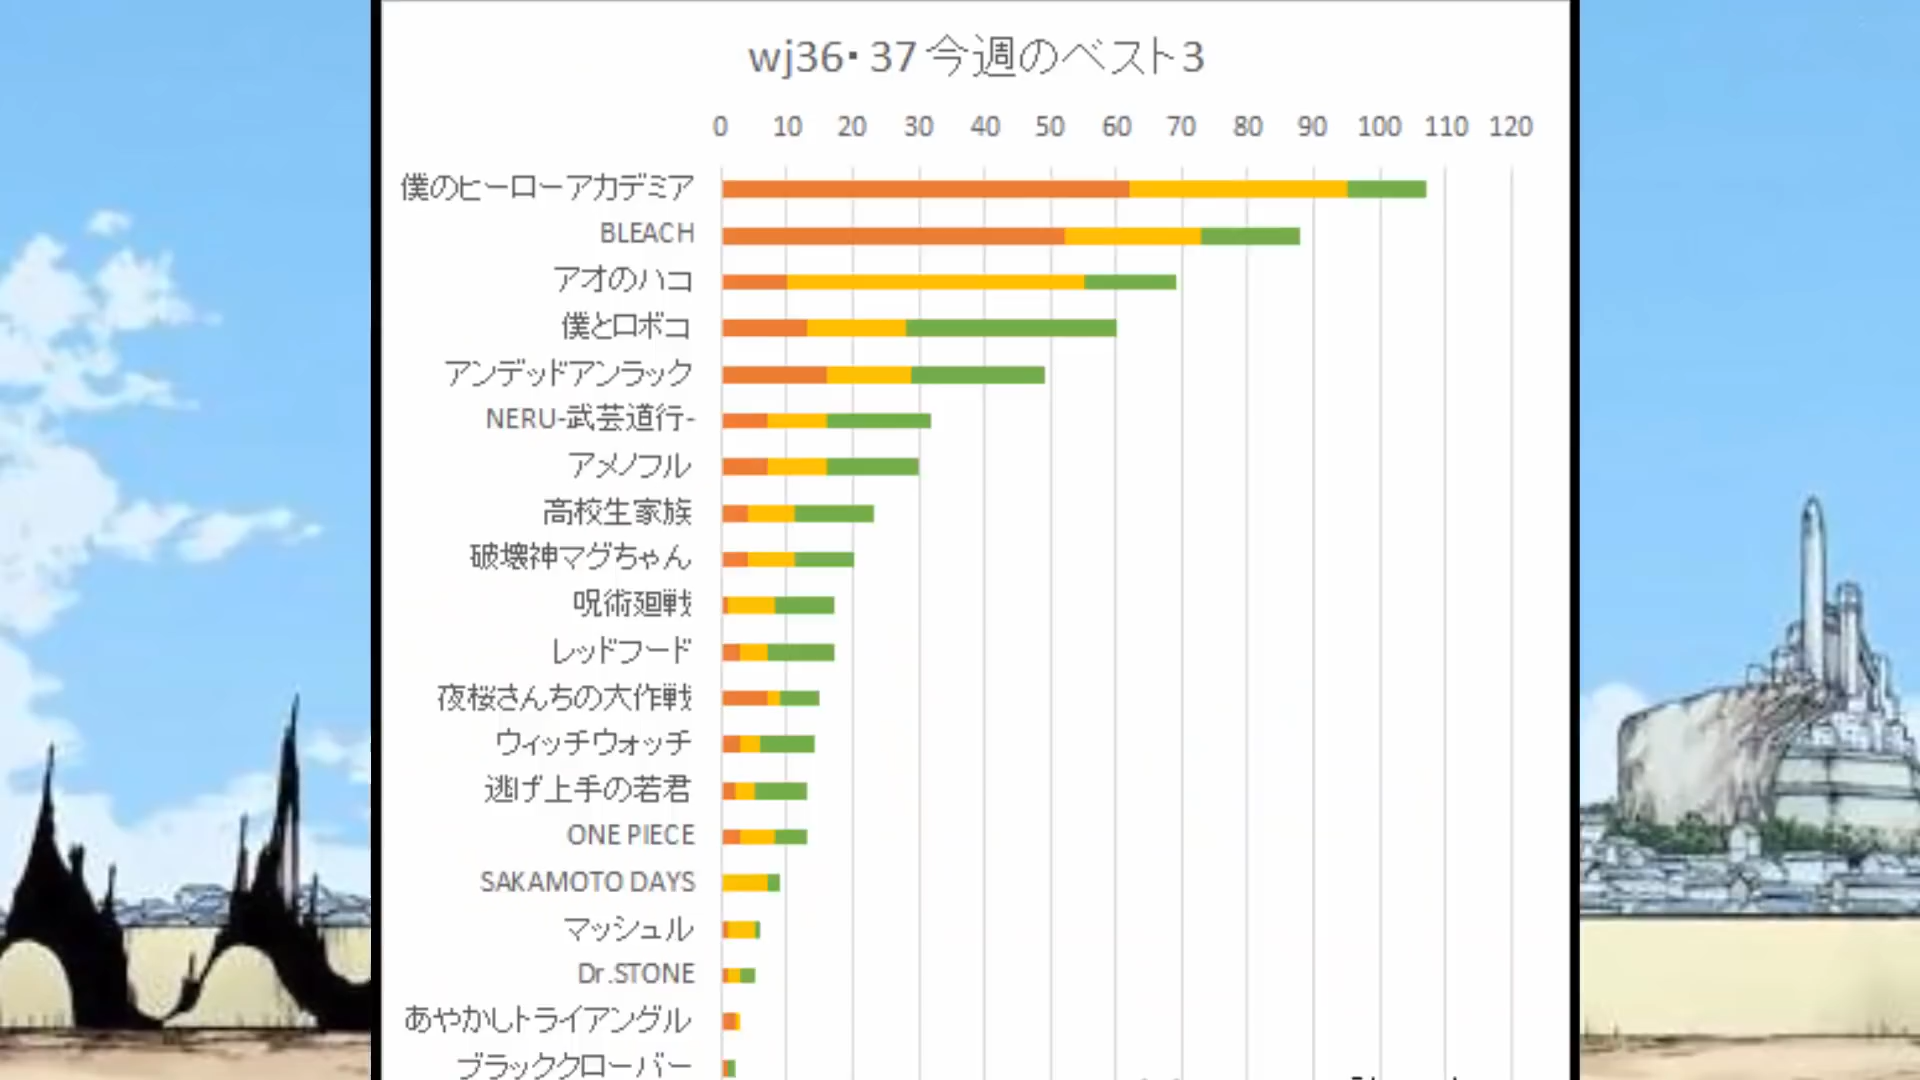 wj36・37 今週のベスト3
0 10 20 30 40 50 60 70 80 90 100 110 120
僕のヒーローアカデミア
BLEACH
アオのハコ
僕とロボコ
アンデッドアンラック
NERU-武芸道行-
アメノフル
高校生家族
破壊神マグちゃん
呪術廻戦
レッドフード
夜桜さんちの大作戦
ウィッチウォッチ
逃げ上手の若君
ONE PIECE
SAKAMOTO DAYS
マッシュル
Dr.STONE
あやかしトライアングル
ブラッククローバー